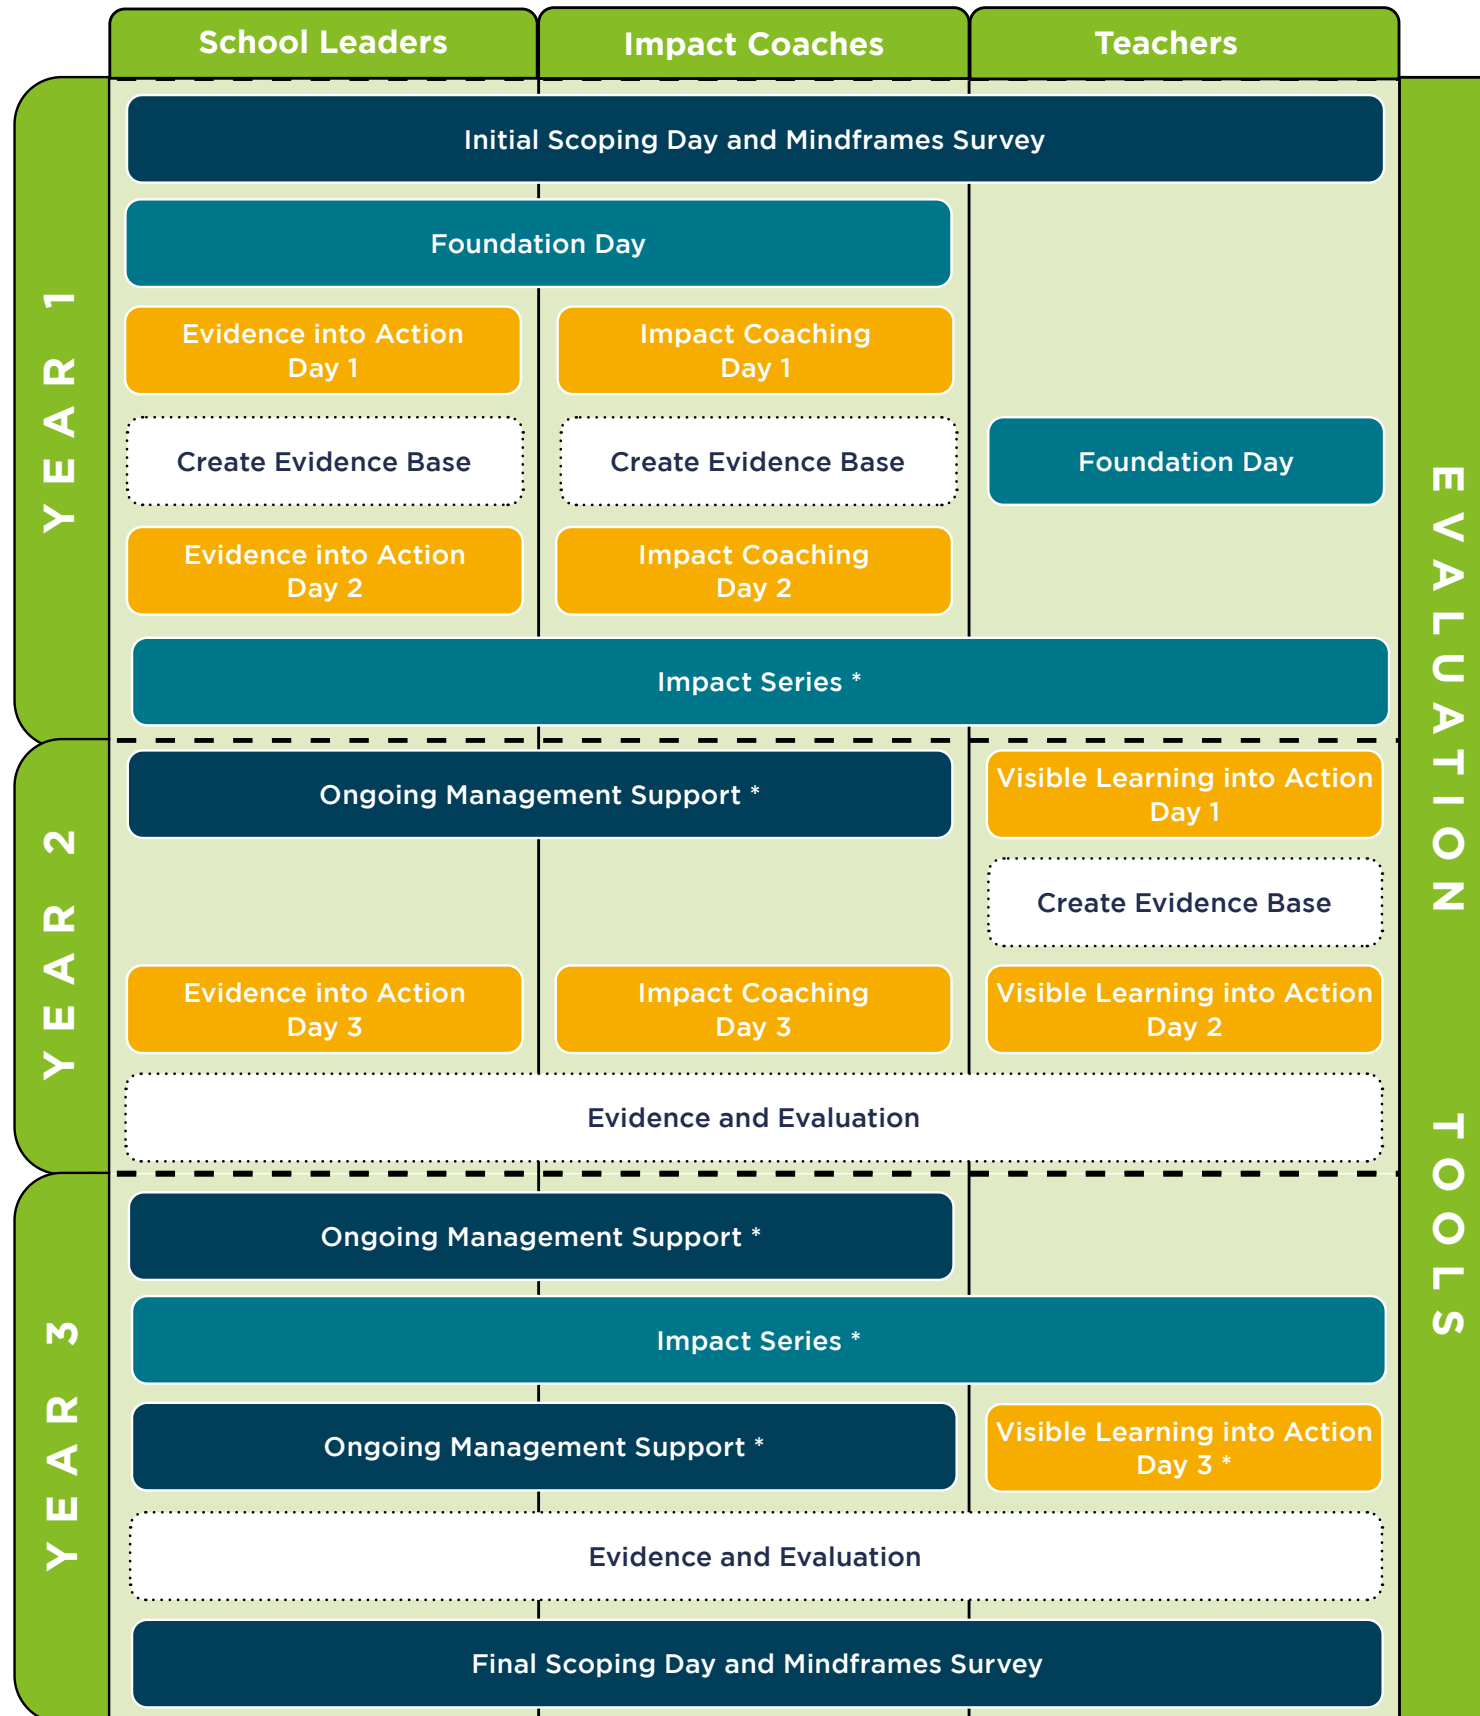 School Leaders
Impact Coaches
Teachers
YEAR 1
Initial Scoping Day and Mindframes Survey
Foundation Day
Evidence into Action
Day 1
Impact Coaching
Day 1
Create Evidence Base
Create Evidence Base
Foundation Day
Evidence into Action
Day 2
Impact Coaching
Day 2
Impact Series *
YEAR 2
Ongoing Management Support *
Visible Learning into Action
Day 1
Create Evidence Base
Evidence into Action
Day 3
Impact Coaching
Day 3
Visible Learning into Action
Day 2
Evidence and Evaluation
YEAR 3
Ongoing Management Support *
Impact Series *
Ongoing Management Support *
Visible Learning into Action
Day 3 *
Evidence and Evaluation
Final Scoping Day and Mindframes Survey
EVALUATION TOOLS